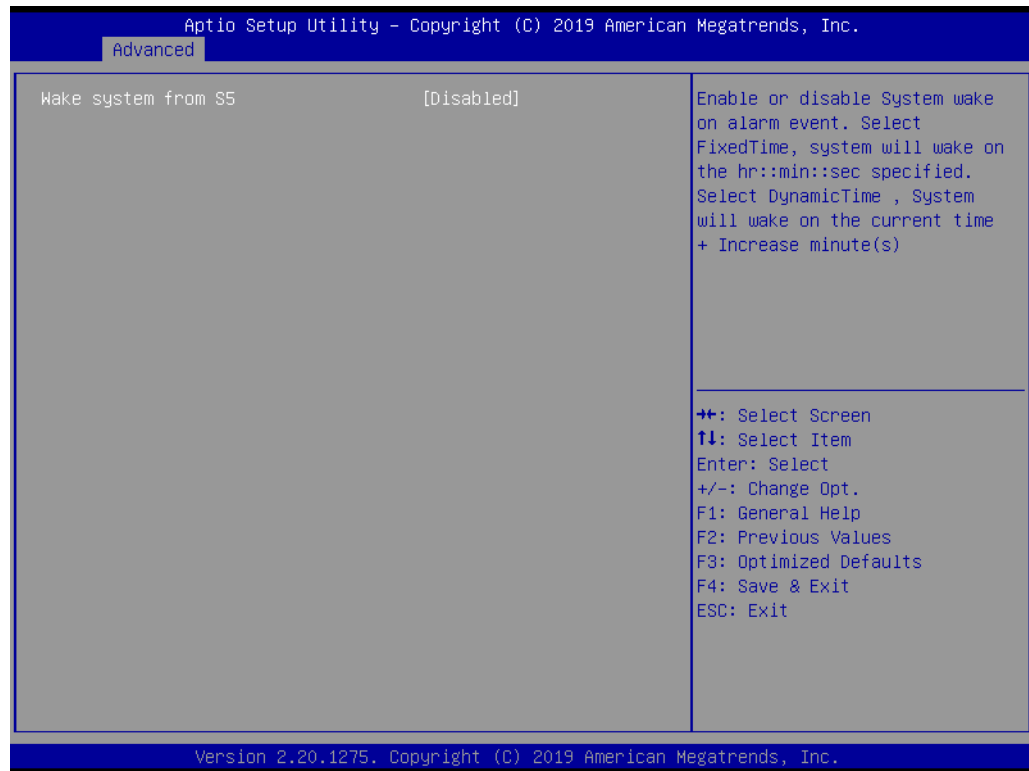 Aptio Setup Utility – Copyright (C) 2019 American Megatrends, Inc.
Advanced
Wake system from S5 [Disabled]
Enable or disable System wake
on alarm event. Select
FixedTime, system will wake on
the hr::min::sec specified.
Select DynamicTime , System
will wake on the current time
+ Increase minute(s)
→←: Select Screen
↑↓: Select Item
Enter: Select
+/-: Change Opt.
F1: General Help
F2: Previous Values
F3: Optimized Defaults
F4: Save & Exit
ESC: Exit
Version 2.20.1275. Copyright (C) 2019 American Megatrends, Inc.